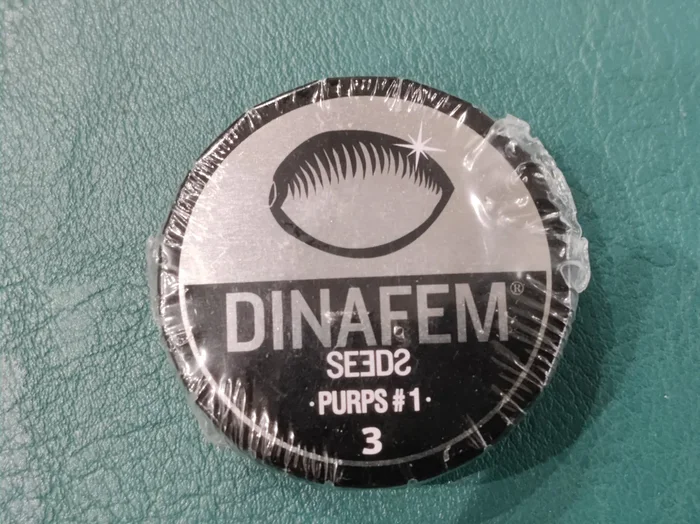 DINAFEM®
SEEDS
·PURPS #1·
3